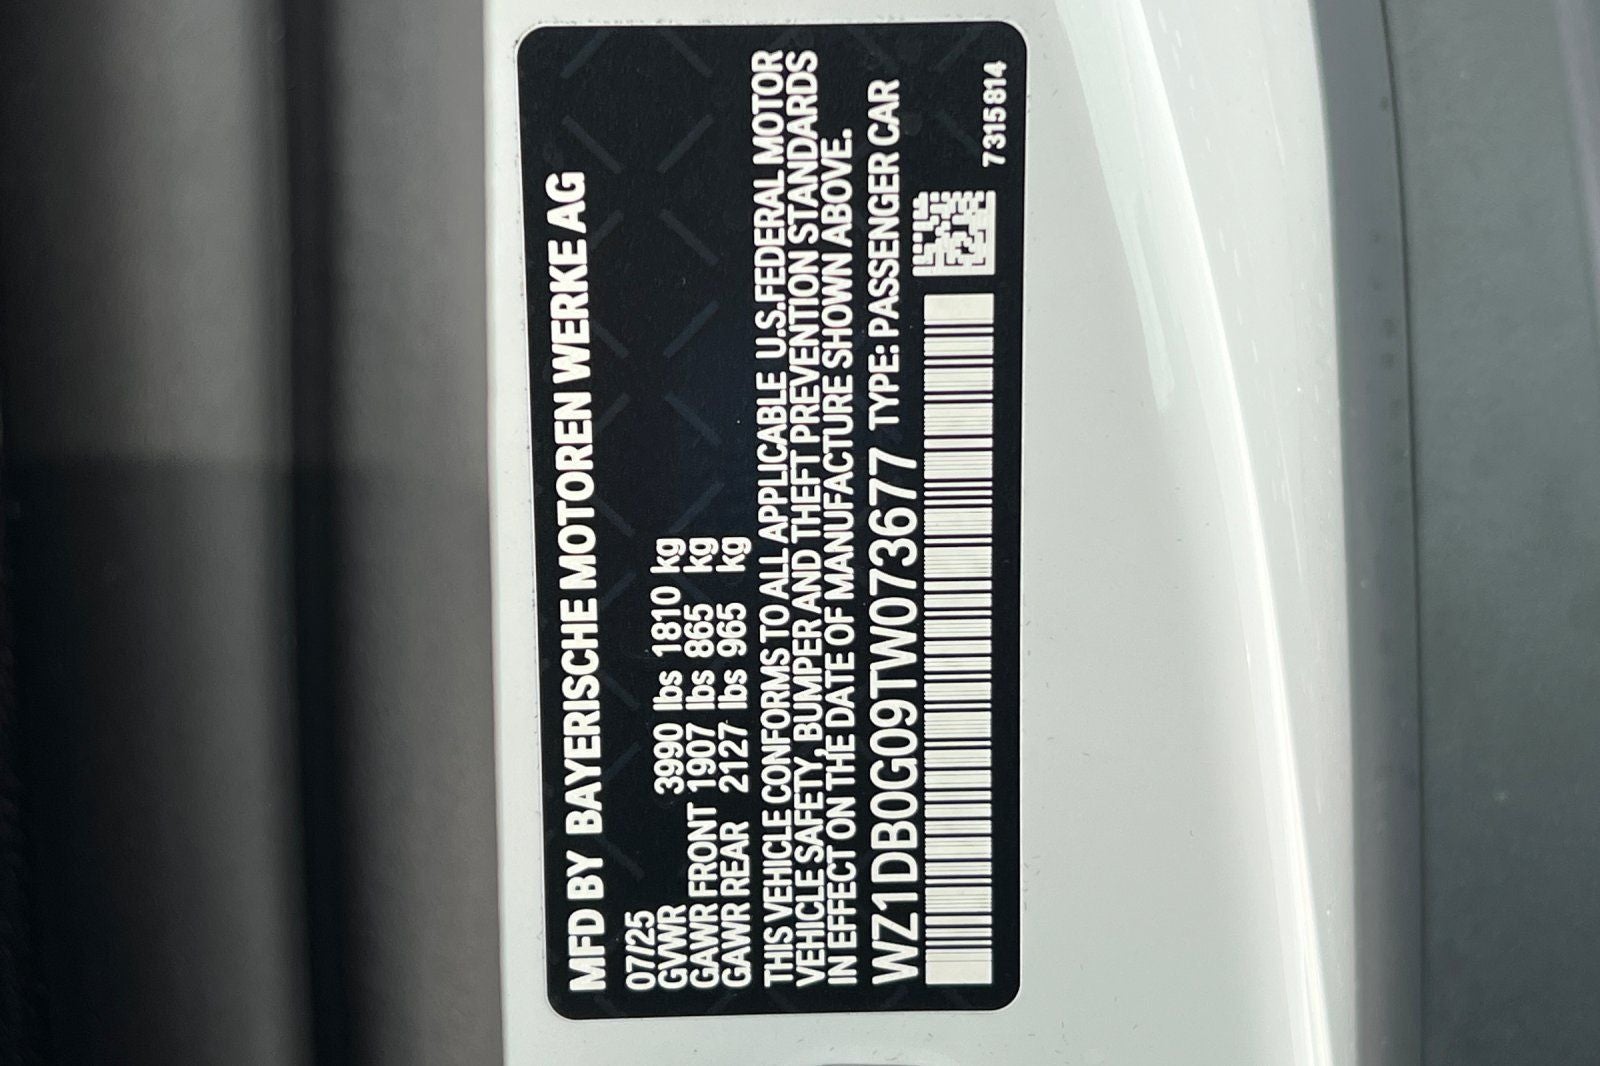 MFD BY BAYERISCHE MOTOREN WERKE AG
07/25
GVWR 3990 lbs 1810 kg
GAWR FRONT 1907 lbs 865 kg
GAWR REAR 2127 lbs 965 kg
THIS VEHICLE CONFORMS TO ALL APPLICABLE U.S.FEDERAL MOTOR
VEHICLE SAFETY, BUMPER AND THEFT PREVENTION STANDARDS
IN EFFECT ON THE DATE OF MANUFACTURE SHOWN ABOVE.
WZ1DB0G09TW073677 TYPE: PASSENGER CAR
7315814